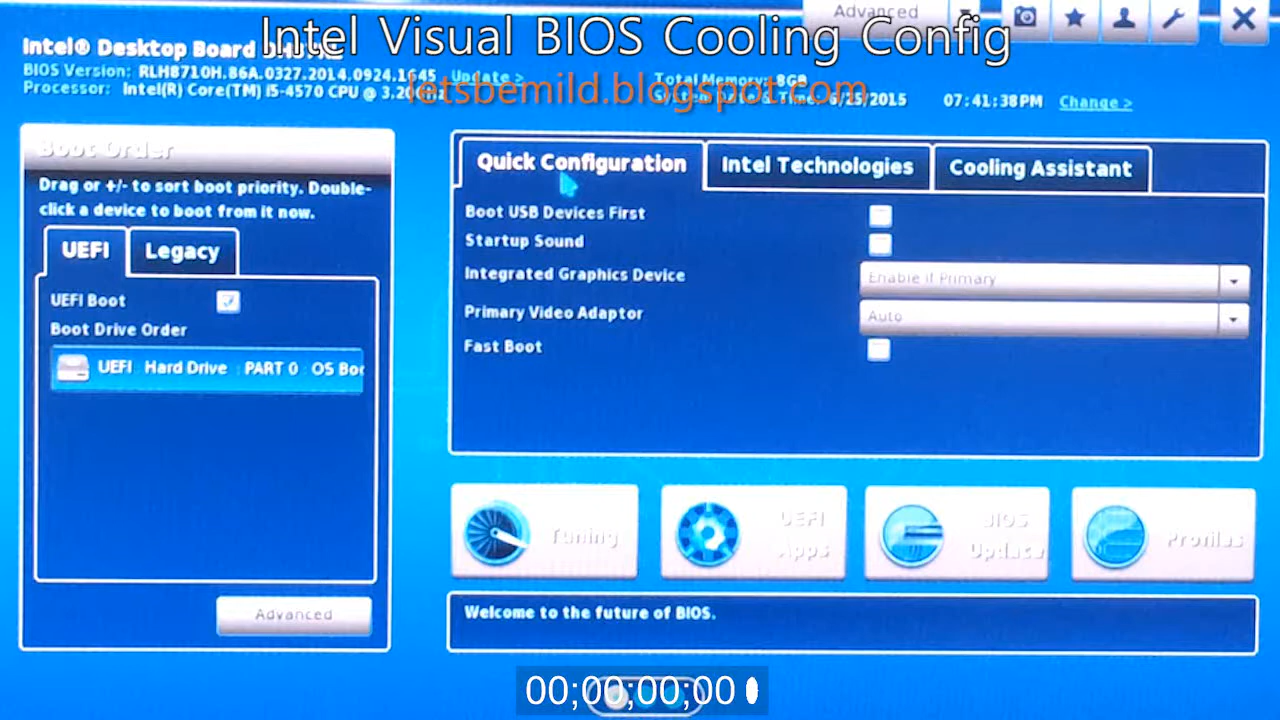 Advanced
Intel Visual BIOS Cooling Config
Intel® Desktop Board
BIOS Version: RLH8710H.86A.0327.2014.0924.1645 Update >
Total Memory: 8GB
Processor: Intel(R) Core(TM) i5-4570 CPU @ 3.20GHz
letsbemild.blogspot.com
System Date & Time: 6/25/2015 07:41:38PM Change >
Boot Order
Drag or +/- to sort boot priority. Double-
click a device to boot from it now.
UEFI Legacy
UEFI Boot
Boot Drive Order
UEFI : Hard Drive : PART 0 : OS Boo
Advanced
Quick Configuration Intel Technologies Cooling Assistant
Boot USB Devices First
Startup Sound
Integrated Graphics Device Enable if Primary
Primary Video Adaptor Auto
Fast Boot
Tuning
UEFI
Apps
BIOS
Update
Profiles
Welcome to the future of BIOS.
00;00;00;00